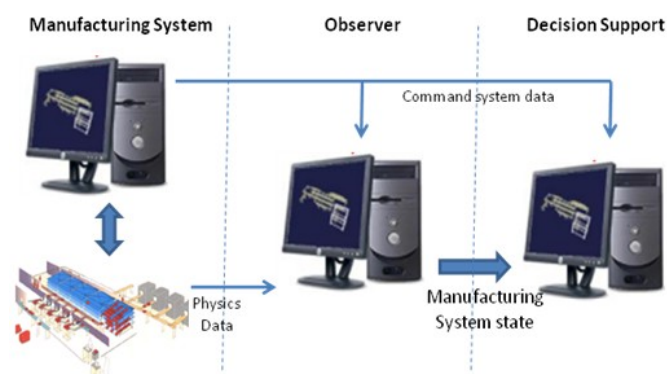 Manufacturing System
Observer
Decision Support
Command system data
Physics
Data
Manufacturing
System state